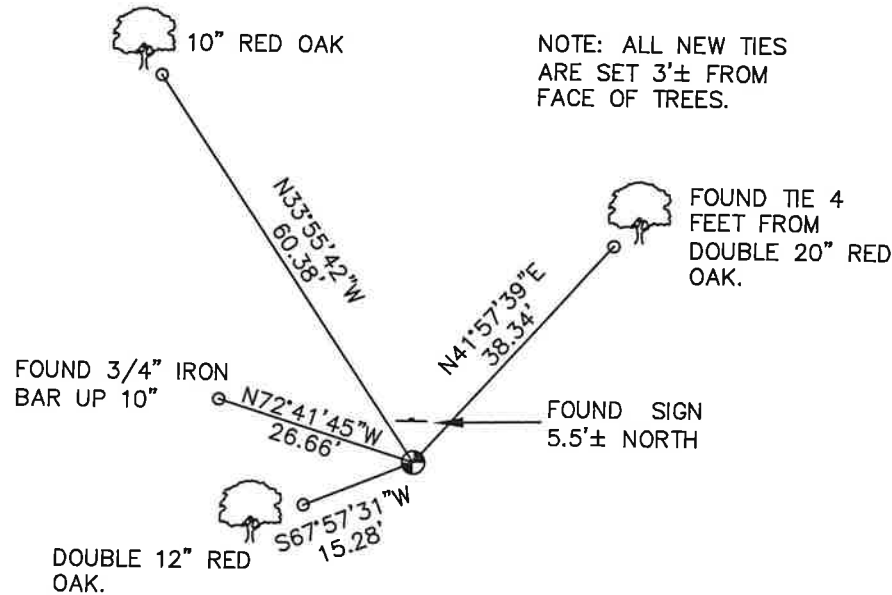 10" RED OAK
NOTE: ALL NEW TIES
ARE SET 3'± FROM
FACE OF TREES.
N33°55'42"W
60.38'
FOUND TIE 4
FEET FROM
DOUBLE 20" RED
OAK.
N41°57'39"E
38.34'
FOUND 3/4" IRON
BAR UP 10"
N72°41'45"W
26.66'
FOUND SIGN
5.5'± NORTH
S67°57'31"W
15.28'
DOUBLE 12" RED
OAK.